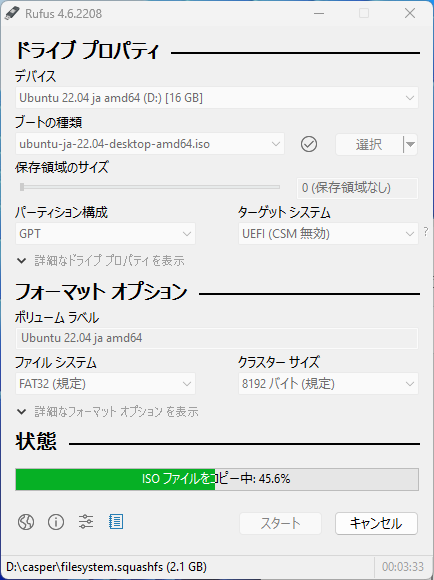 Rufus 4.6.2208
ドライブ プロパティ
デバイス
Ubuntu 22.04 ja amd64 (D:) [16 GB]
ブートの種類
ubuntu-ja-22.04-desktop-amd64.iso
選択
保存領域のサイズ
0 (保存領域なし)
パーティション構成 ターゲット システム
GPT UEFI (CSM 無効) ?
詳細なドライブ プロパティを表示
フォーマット オプション
ボリューム ラベル
Ubuntu 22.04 ja amd64
ファイル システム クラスター サイズ
FAT32 (規定) 8192 バイト (規定)
詳細なフォーマット オプション を表示
状態
ISO ファイルをコピー中: 45.6%
スタート キャンセル
D:\casper\filesystem.squashfs (2.1 GB) 00:03:33